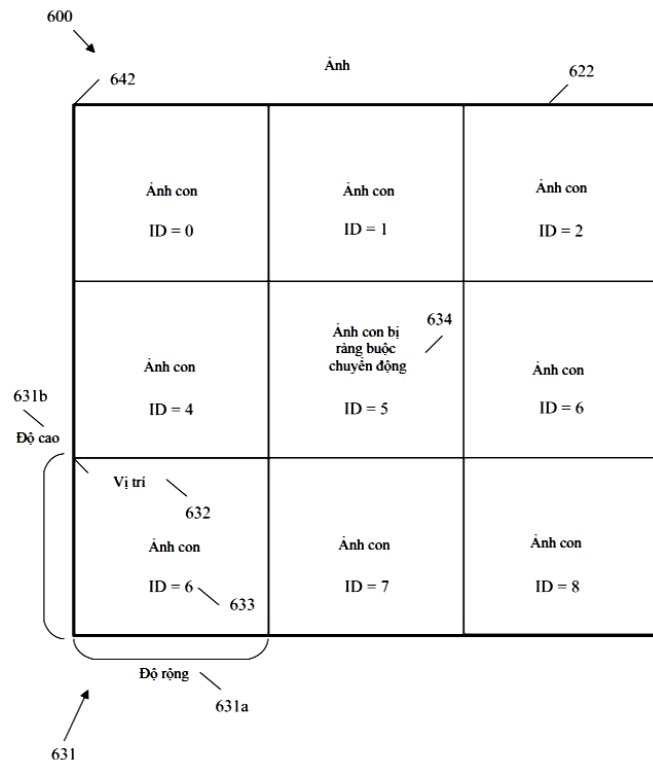 600
Ảnh
642
622
Ảnh con
ID = 0
Ảnh con
ID = 1
Ảnh con
ID = 2
Ảnh con bị
ràng buộc
chuyển động
634
631b
Độ cao
Ảnh con
ID = 4
ID = 5
Ảnh con
ID = 6
Vị trí
632
Ảnh con
ID = 6
633
Ảnh con
ID = 7
Ảnh con
ID = 8
Độ rộng
631a
631